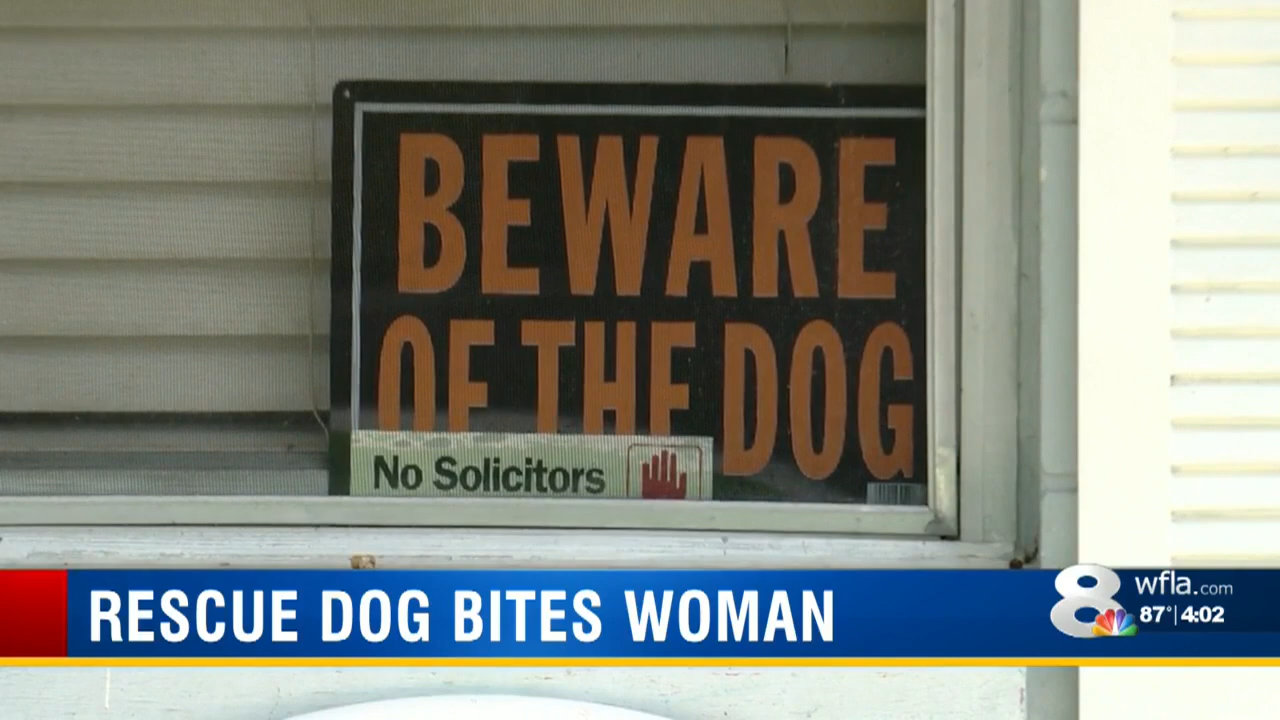 BEWARE
OF THE DOG
No Solicitors
RESCUE DOG BITES WOMAN
8 wfla.com
87° | 4:02